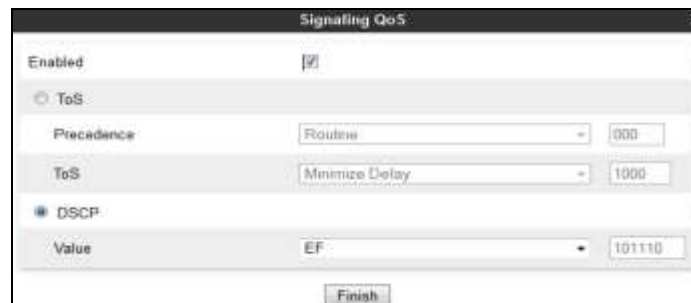 Signaling QoS
Enabled
ToS
Precedence Routine 000
ToS Minimize Delay 1000
DSCP
Value EF 101110
Finish